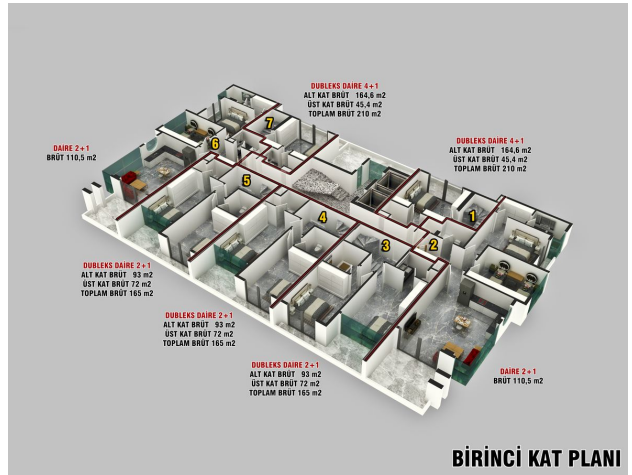 DUBLEKS DAİRE 4+1
ALT KAT BRÜT 164,6 m2
ÜST KAT BRÜT 45,4 m2
TOPLAM BRÜT 210 m2
DUBLEKS DAİRE 4+1
ALT KAT BRÜT 164,6 m2
ÜST KAT BRÜT 45,4 m2
TOPLAM BRÜT 210 m2
DAİRE 2+1
BRÜT 110,5 m2
7
6
5
4
3
2
1
DUBLEKS DAİRE 2+1
ALT KAT BRÜT 93 m2
ÜST KAT BRÜT 72 m2
TOPLAM BRÜT 165 m2
DUBLEKS DAİRE 2+1
ALT KAT BRÜT 93 m2
ÜST KAT BRÜT 72 m2
TOPLAM BRÜT 165 m2
DUBLEKS DAİRE 2+1
ALT KAT BRÜT 93 m2
ÜST KAT BRÜT 72 m2
TOPLAM BRÜT 165 m2
DAİRE 2+1
BRÜT 110,5 m2
BİRİNCİ KAT PLANI